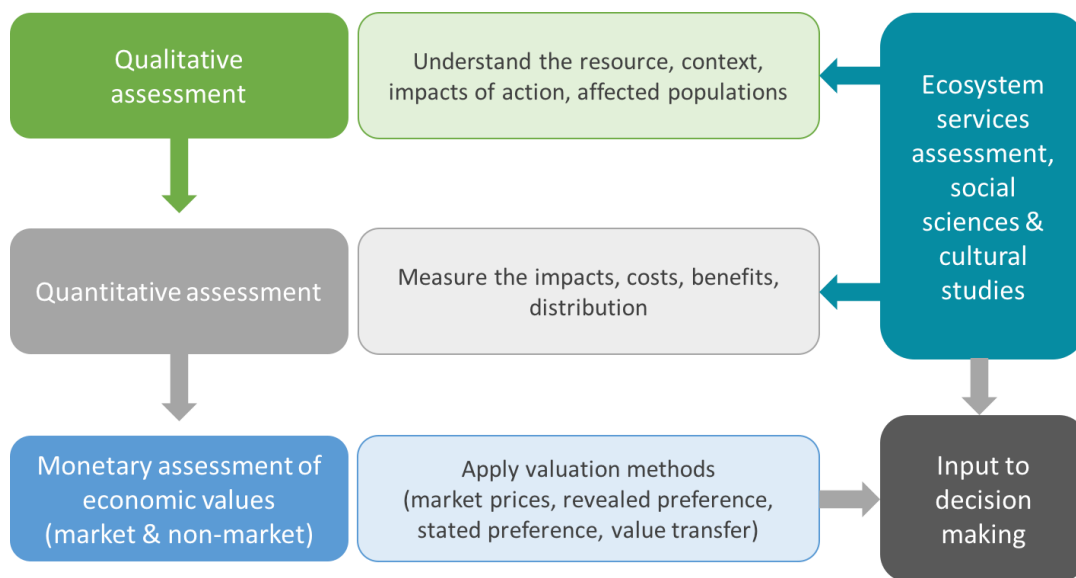 Qualitative
assessment
Understand the resource, context,
impacts of action, affected populations
Ecosystem
services
assessment,
social
sciences &
cultural
studies
Quantitative assessment
Measure the impacts, costs, benefits,
distribution
Monetary assessment of
economic values
(market & non-market)
Apply valuation methods
(market prices, revealed preference,
stated preference, value transfer)
Input to
decision
making